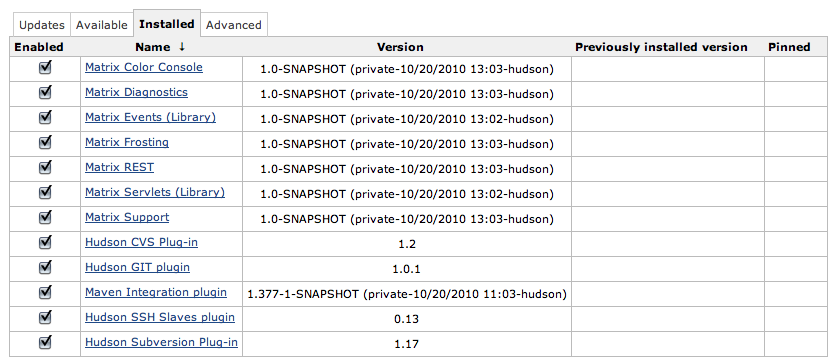 Updates Available Installed Advanced
Enabled Name ↓ Version Previously installed version Pinned
Matrix Color Console 1.0-SNAPSHOT (private-10/20/2010 13:03-hudson)
Matrix Diagnostics 1.0-SNAPSHOT (private-10/20/2010 13:03-hudson)
Matrix Events (Library) 1.0-SNAPSHOT (private-10/20/2010 13:02-hudson)
Matrix Frosting 1.0-SNAPSHOT (private-10/20/2010 13:03-hudson)
Matrix REST 1.0-SNAPSHOT (private-10/20/2010 13:03-hudson)
Matrix Servlets (Library) 1.0-SNAPSHOT (private-10/20/2010 13:02-hudson)
Matrix Support 1.0-SNAPSHOT (private-10/20/2010 13:03-hudson)
Hudson CVS Plug-in 1.2
Hudson GIT plugin 1.0.1
Maven Integration plugin 1.377-1-SNAPSHOT (private-10/20/2010 11:03-hudson)
Hudson SSH Slaves plugin 0.13
Hudson Subversion Plug-in 1.17